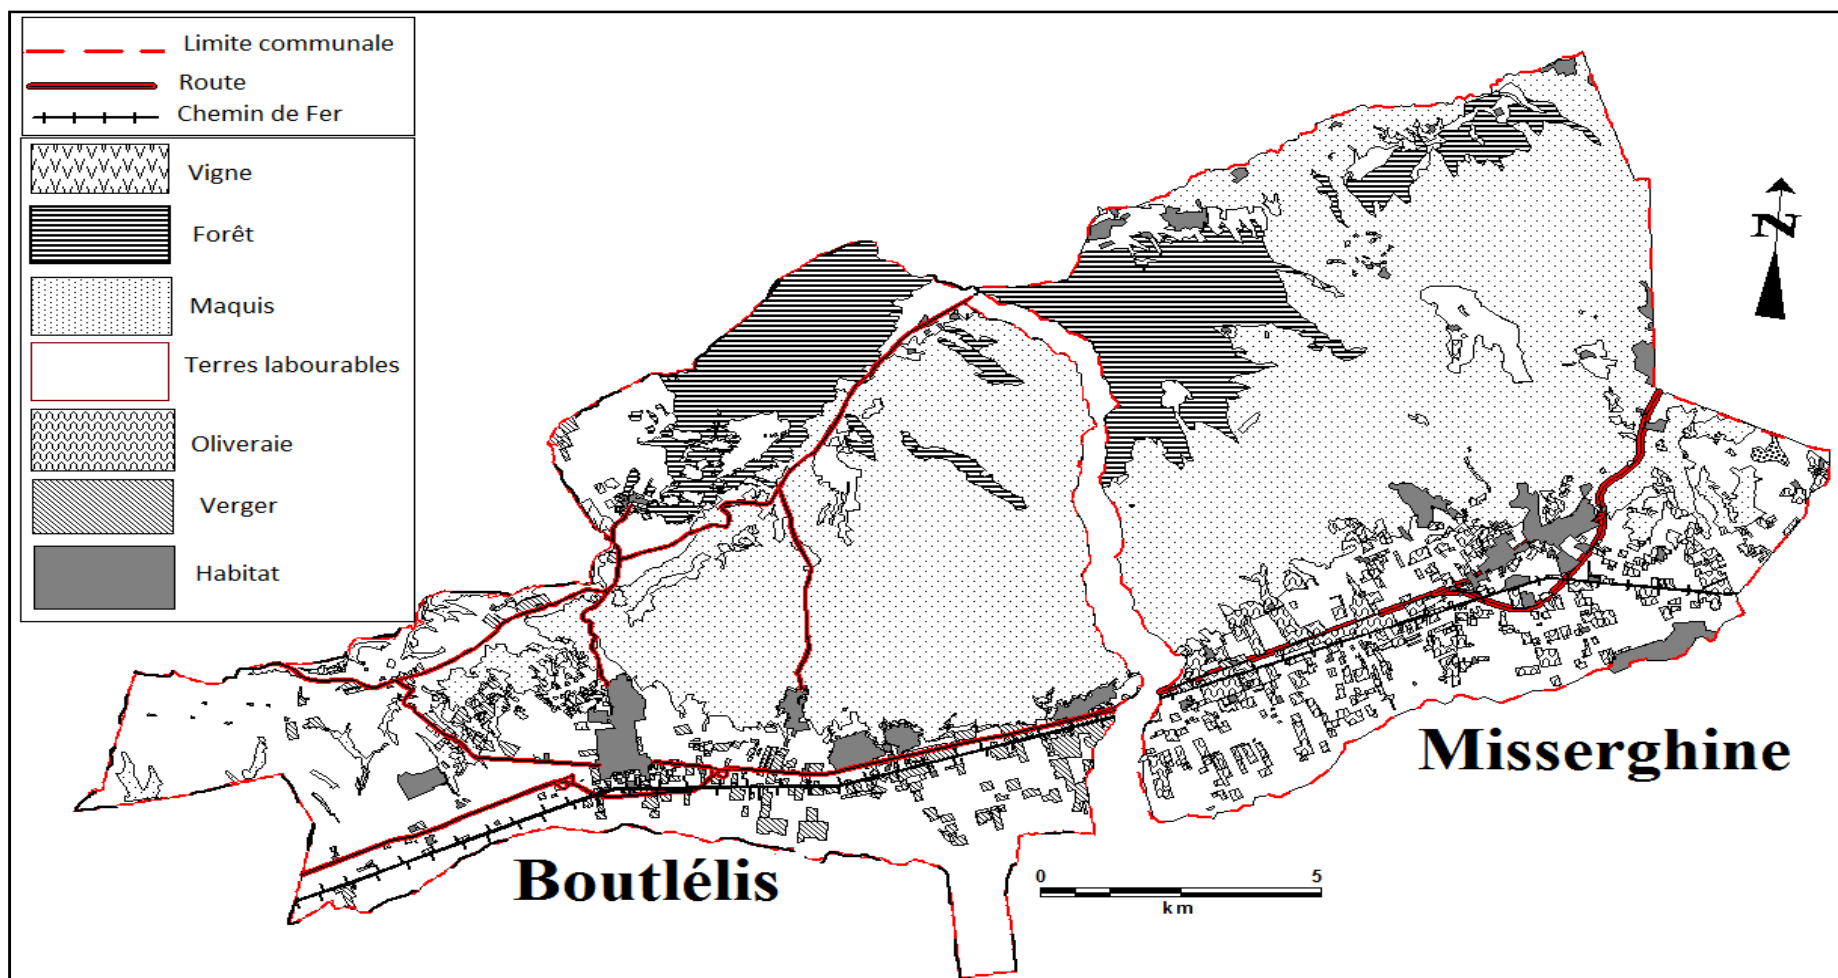 Limite communale
Route
Chemin de Fer
Vigne
Forêt
Maquis
Terres labourables
Oliveraie
Verger
Habitat
N
Misserghine
Boutlélis
0 5
km